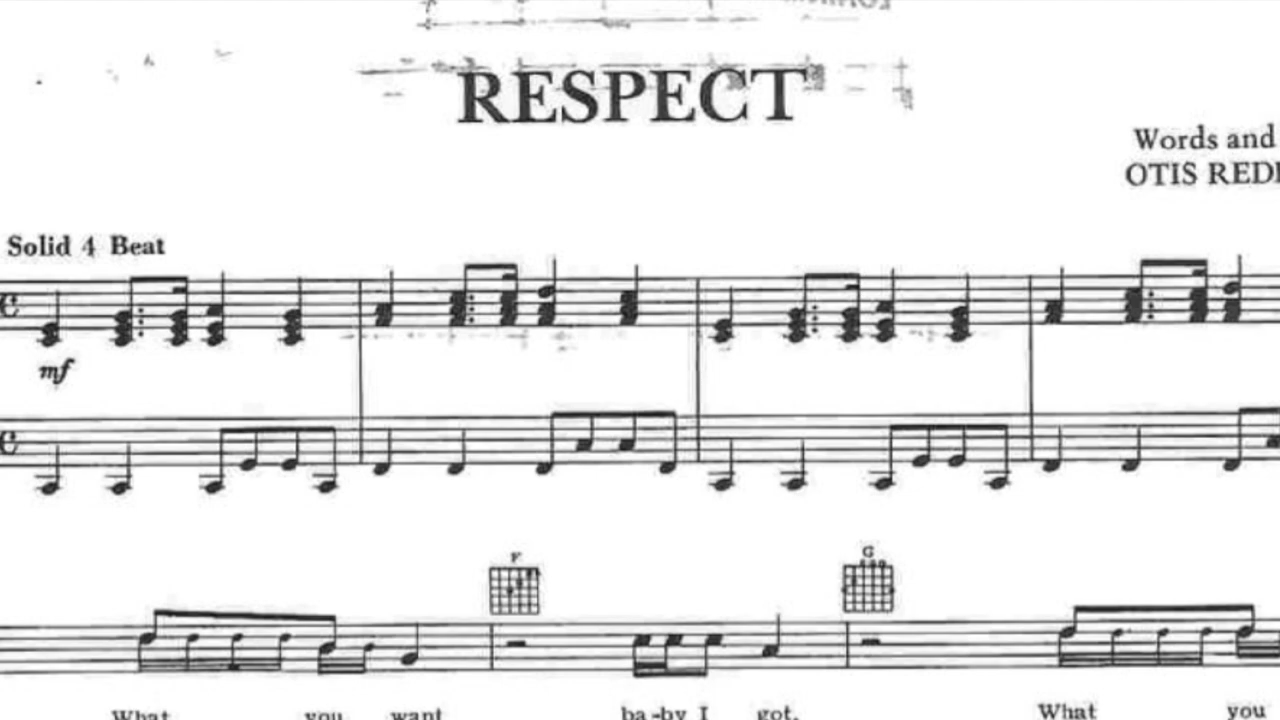 RESPECT
Words and
OTIS REDI
Solid 4 Beat
mf
F
G
What you want ba-by I got. What you